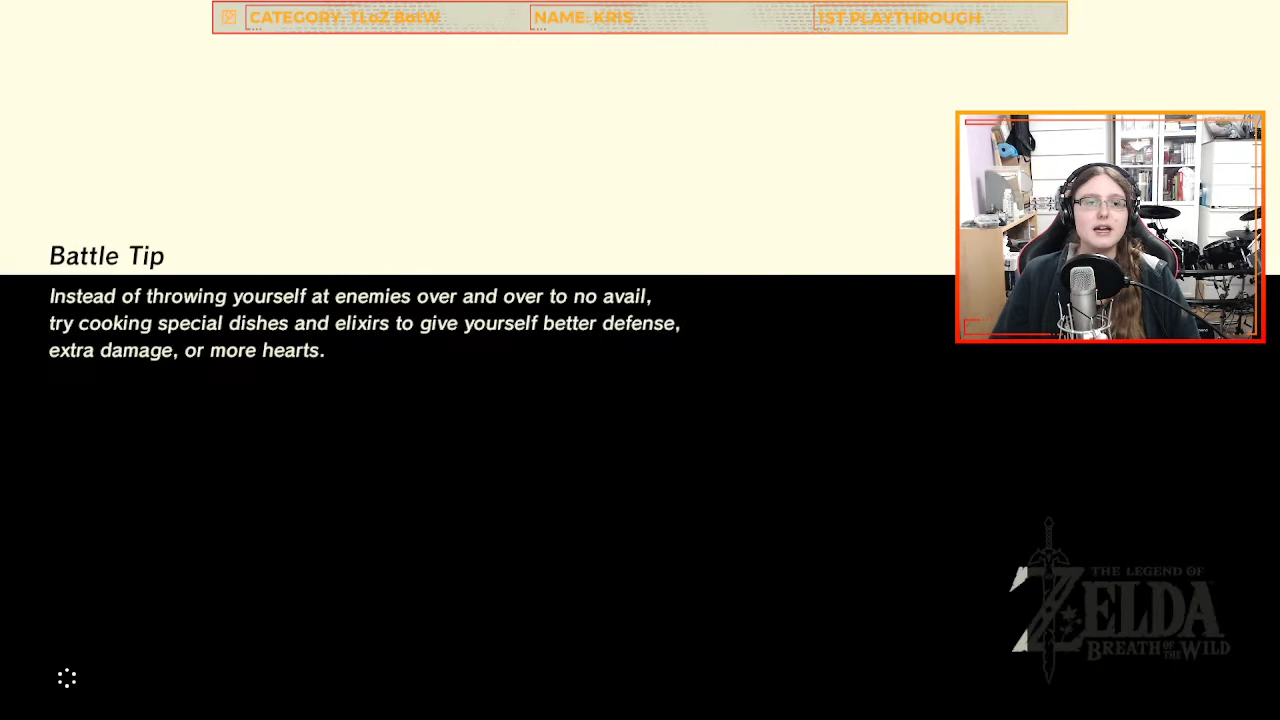 CATEGORY: TLoZ BotW
NAME: KRIS
1ST PLAYTHROUGH
Battle Tip
Instead of throwing yourself at enemies over and over to no avail,
try cooking special dishes and elixirs to give yourself better defense,
extra damage, or more hearts.
THE LEGEND OF
ZELDA
BREATH OF THE WILD